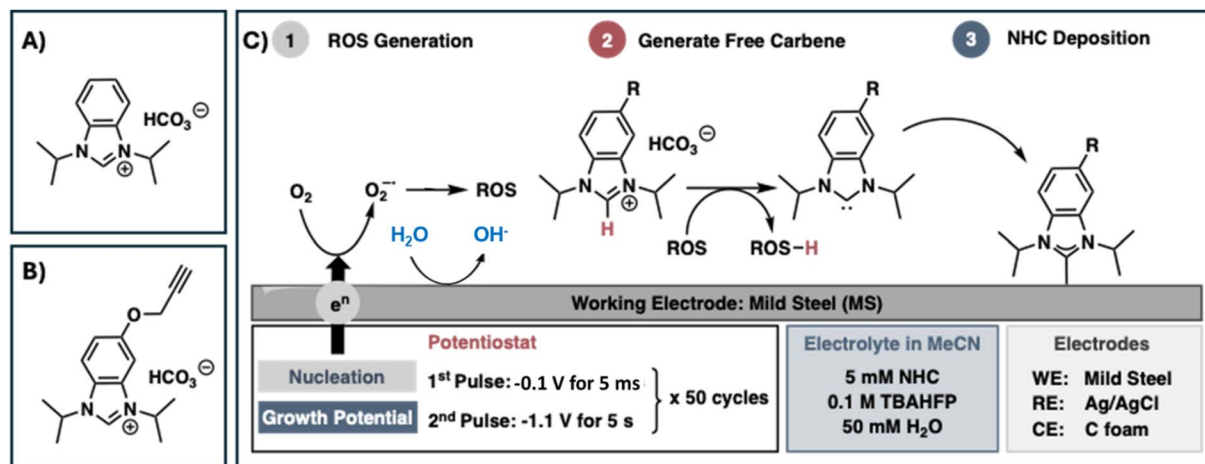 A)
N
N
⊕
HCO₃⊖
B)
O
N
N
⊕
HCO₃⊖
C)
1 ROS Generation
2 Generate Free Carbene
3 NHC Deposition
O₂
O₂⁻·
ROS
H₂O
OH⁻
eⁿ
R
HCO₃⊖
N
N
⊕
H
ROS
ROS–H
R
N
N
R
N
N
Working Electrode: Mild Steel (MS)
Potentiostat
Nucleation
1st Pulse: -0.1 V for 5 ms
Growth Potential
2nd Pulse: -1.1 V for 5 s
x 50 cycles
Electrolyte in MeCN
5 mM NHC
0.1 M TBAHFP
50 mM H₂O
Electrodes
WE: Mild Steel
RE: Ag/AgCl
CE: C foam